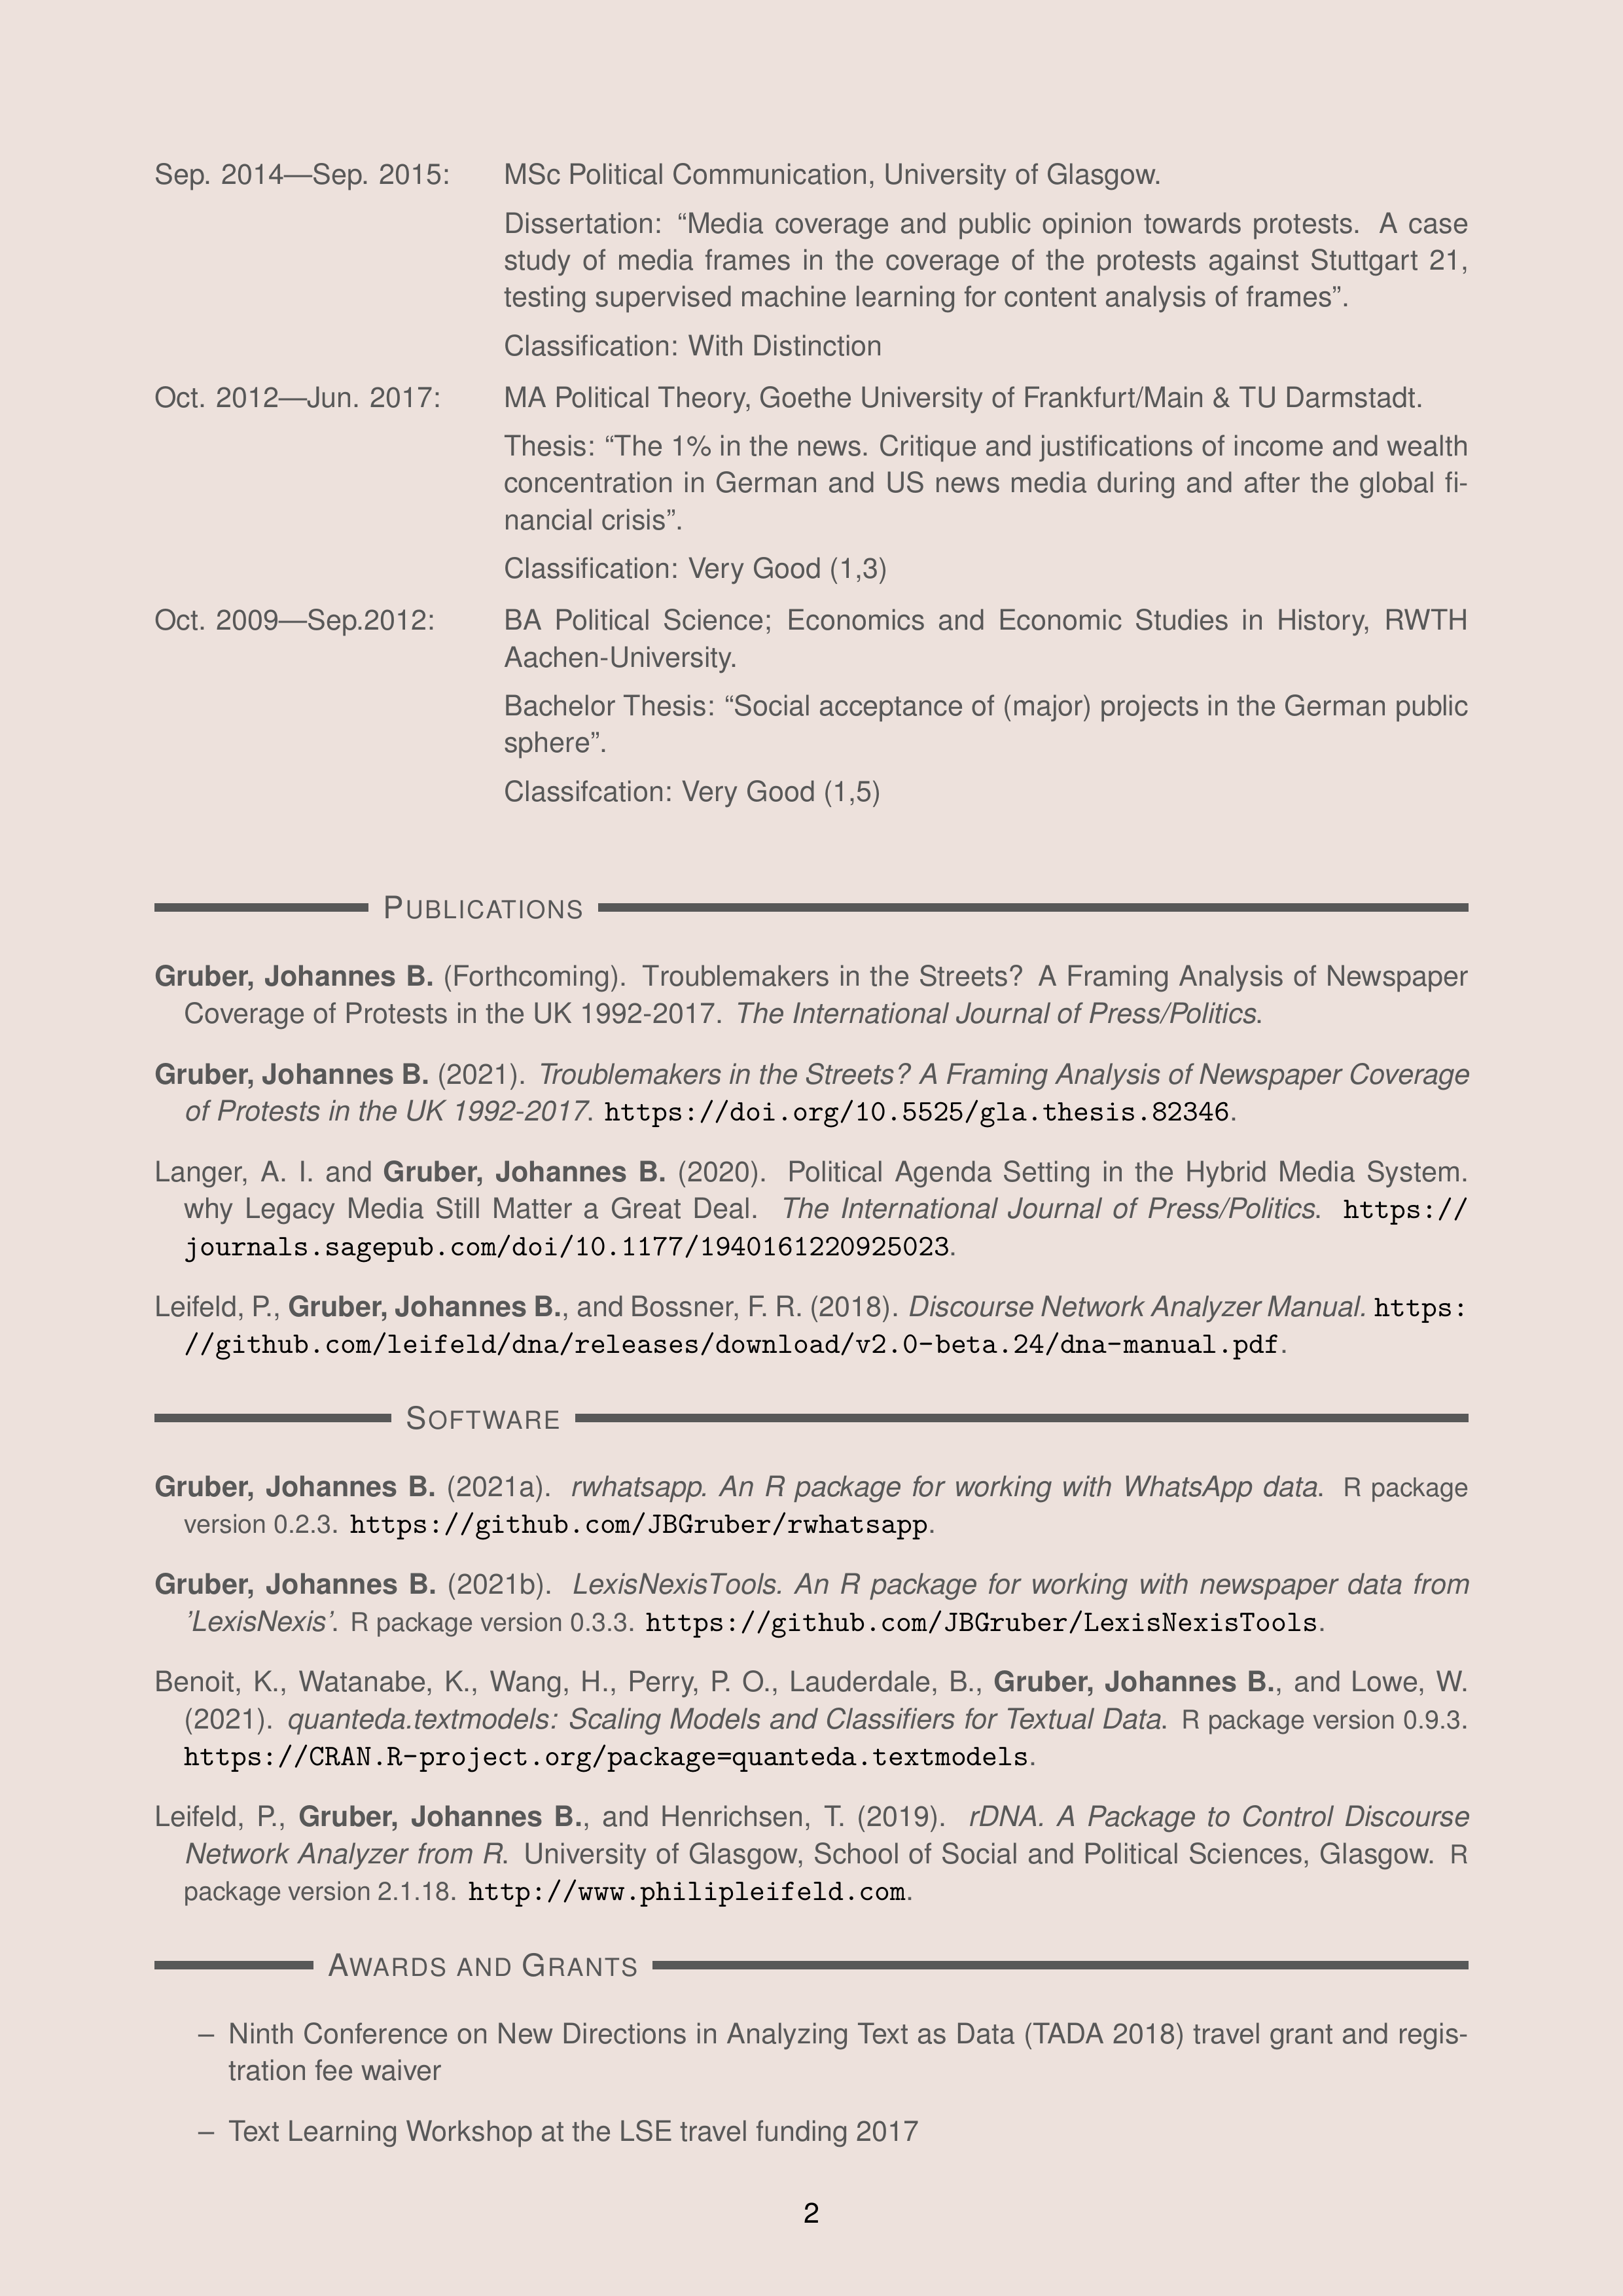 Sep. 2014—Sep. 2015: MSc Political Communication, University of Glasgow.
Dissertation: “Media coverage and public opinion towards protests. A case
study of media frames in the coverage of the protests against Stuttgart 21,
testing supervised machine learning for content analysis of frames”.
Classification: With Distinction
Oct. 2012—Jun. 2017: MA Political Theory, Goethe University of Frankfurt/Main & TU Darmstadt.
Thesis: “The 1% in the news. Critique and justifications of income and wealth
concentration in German and US news media during and after the global fi-
nancial crisis”.
Classification: Very Good (1,3)
Oct. 2009—Sep.2012: BA Political Science; Economics and Economic Studies in History, RWTH
Aachen-University.
Bachelor Thesis: “Social acceptance of (major) projects in the German public
sphere”.
Classifcation: Very Good (1,5)
PUBLICATIONS
Gruber, Johannes B. (Forthcoming). Troublemakers in the Streets? A Framing Analysis of Newspaper
Coverage of Protests in the UK 1992-2017. The International Journal of Press/Politics.
Gruber, Johannes B. (2021). Troublemakers in the Streets? A Framing Analysis of Newspaper Coverage
of Protests in the UK 1992-2017. https://doi.org/10.5525/gla.thesis.82346.
Langer, A. I. and Gruber, Johannes B. (2020). Political Agenda Setting in the Hybrid Media System.
why Legacy Media Still Matter a Great Deal. The International Journal of Press/Politics. https://
journals.sagepub.com/doi/10.1177/1940161220925023.
Leifeld, P., Gruber, Johannes B., and Bossner, F. R. (2018). Discourse Network Analyzer Manual. https:
//github.com/leifeld/dna/releases/download/v2.0-beta.24/dna-manual.pdf.
SOFTWARE
Gruber, Johannes B. (2021a). rwhatsapp. An R package for working with WhatsApp data. R package
version 0.2.3. https://github.com/JBGruber/rwhatsapp.
Gruber, Johannes B. (2021b). LexisNexisTools. An R package for working with newspaper data from
’LexisNexis’. R package version 0.3.3. https://github.com/JBGruber/LexisNexisTools.
Benoit, K., Watanabe, K., Wang, H., Perry, P. O., Lauderdale, B., Gruber, Johannes B., and Lowe, W.
(2021). quanteda.textmodels: Scaling Models and Classifiers for Textual Data. R package version 0.9.3.
https://CRAN.R-project.org/package=quanteda.textmodels.
Leifeld, P., Gruber, Johannes B., and Henrichsen, T. (2019). rDNA. A Package to Control Discourse
Network Analyzer from R. University of Glasgow, School of Social and Political Sciences, Glasgow. R
package version 2.1.18. http://www.philipleifeld.com.
AWARDS AND GRANTS
– Ninth Conference on New Directions in Analyzing Text as Data (TADA 2018) travel grant and regis-
tration fee waiver
– Text Learning Workshop at the LSE travel funding 2017
2